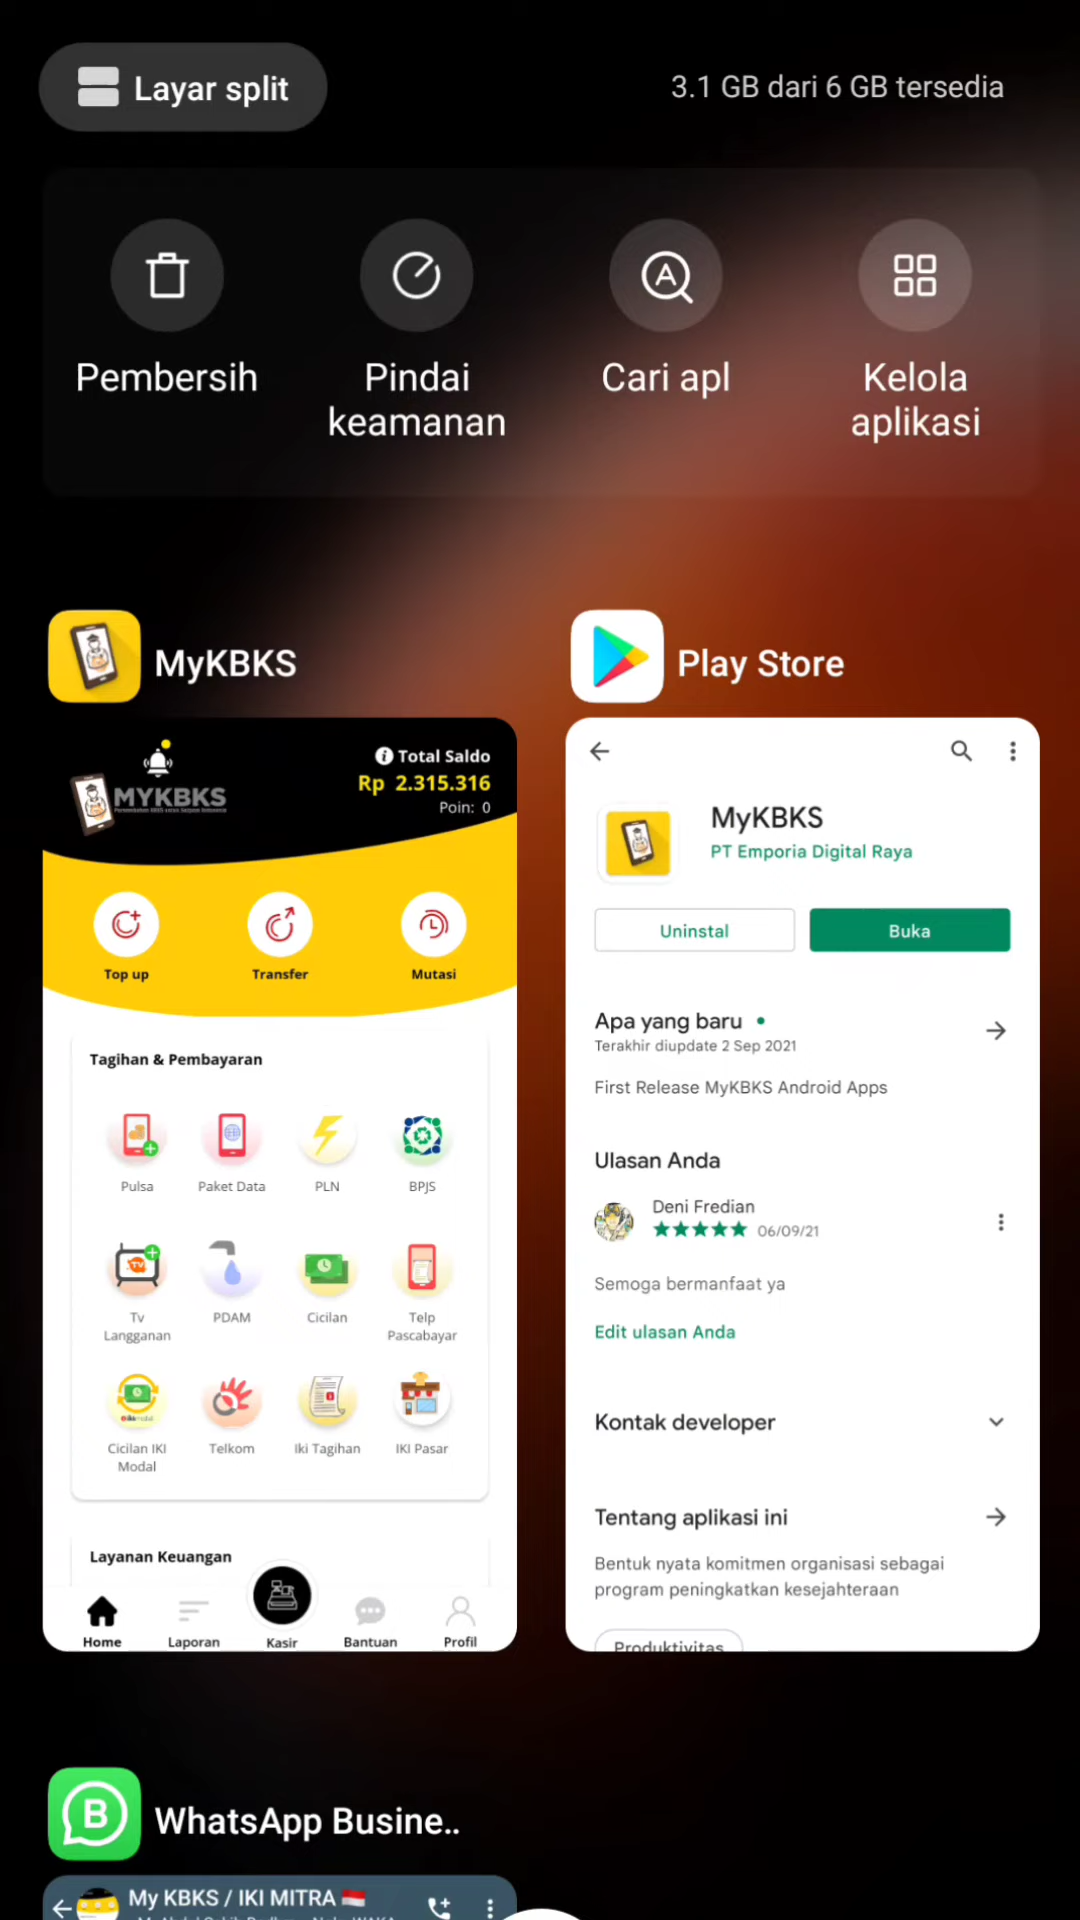 Layar split
3.1 GB dari 6 GB tersedia
Pembersih
Pindai
keamanan
Cari apl
Kelola
aplikasi
MyKBKS
MYKBKS
Total Saldo
Rp 2.315.316
Poin: 0
Top up
Transfer
Mutasi
Tagihan & Pembayaran
Pulsa
Paket Data
PLN
BPJS
Tv
Langganan
PDAM
Cicilan
Telp
Pascabayar
Cicilan IKI
Modal
Telkom
Iki Tagihan
IKI Pasar
Layanan Keuangan
Home
Laporan
Kasir
Bantuan
Profil
Play Store
MyKBKS
PT Emporia Digital Raya
Uninstal
Buka
Apa yang baru
Terakhir diupdate 2 Sep 2021
First Release MyKBKS Android Apps
Ulasan Anda
Deni Fredian
06/09/21
Semoga bermanfaat ya
Edit ulasan Anda
Kontak developer
Tentang aplikasi ini
Bentuk nyata komitmen organisasi sebagai
program peningkatkan kesejahteraan
Produktivitas
WhatsApp Busine..
My KBKS / IKI MITRA